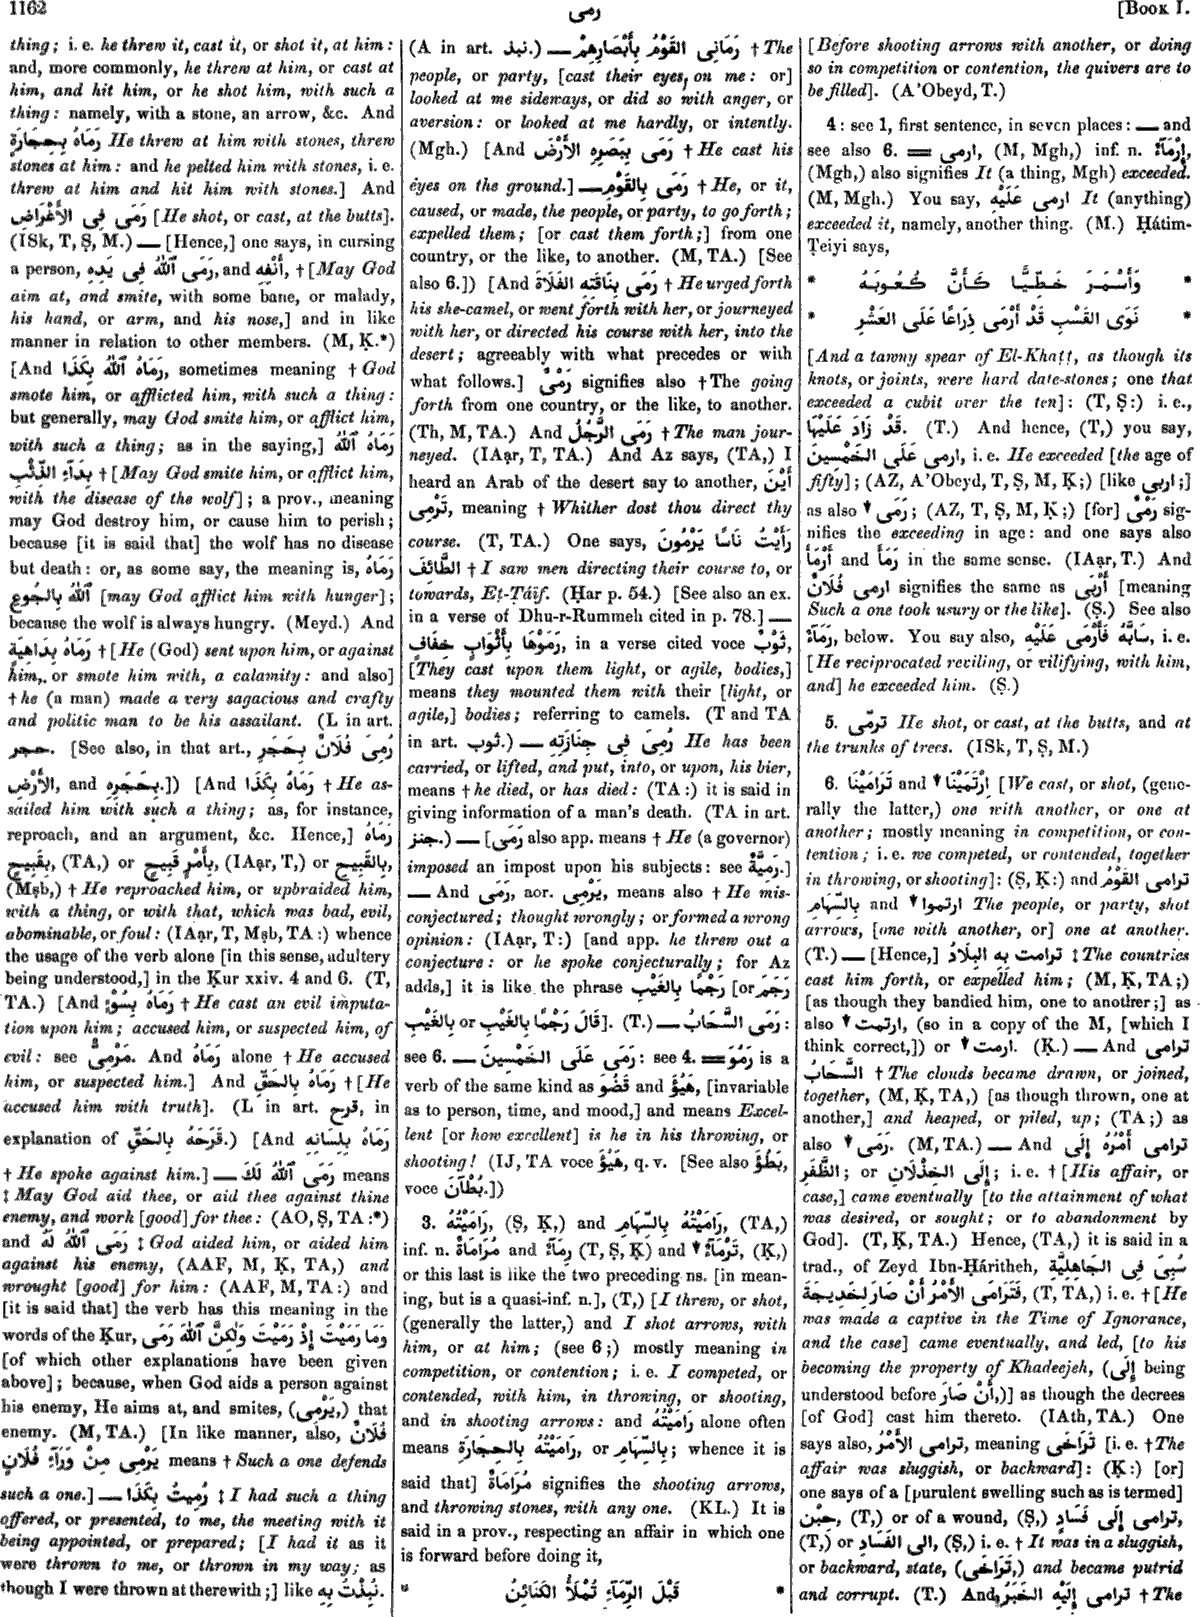 1162
رمى
[Book I.
thing; i. e. he threw it, cast it, or shot it, at him:
and, more commonly, he threw at him, or cast at
him, and hit him, or he shot him, with such a
thing: namely, with a stone, an arrow, &c. And
رَمَاهُ بِحِجَارَةٍ He threw at him with stones, threw
stones at him: and he pelted him with stones, i. e.
threw at him and hit him with stones.] And
رَمَى فِى الأَغْرَاضِ [He shot, or cast, at the butts].
(ISk, T, Ṣ, M.) — [Hence,] one says, in cursing
a person, رَمَى ٱللّٰهُ فِى يَدِهِ, and أَنْفِهِ, † [May God
aim at, and smite, with some bane, or malady,
his hand, or arm, and his nose,] and in like
manner in relation to other members. (M, Ḳ.*)
[And رَمَاهُ ٱللّٰهُ بِكَذَا, sometimes meaning † God
smote him, or afflicted him, with such a thing:
but generally, may God smite him, or afflict him,
with such a thing; as in the saying,] رَمَاهُ ٱللّٰهُ
بِدَآءِ الذِّئْبِ † [May God smite him, or afflict him,
with the disease of the wolf]; a prov., meaning
may God destroy him, or cause him to perish;
because [it is said that] the wolf has no disease
but death: or, as some say, the meaning is, رَمَاهُ
ٱللّٰهُ بِالجُوعِ [may God afflict him with hunger];
because the wolf is always hungry. (Meyd.) And
رَمَاهُ بِدَاهِيَةٍ † [He (God) sent upon him, or against
him, or smote him with, a calamity: and also]
† he (a man) made a very sagacious and crafty
and politic man to be his assailant. (L in art.
حجر. [See also, in that art., رُمِىَ فُلَانٌ بِحَجَرِ
الأَرْضِ, and بِحَجَرِهِ.]) [And رَمَاهُ بِكَذَا † He as-
sailed him with such a thing; as, for instance,
reproach, and an argument, &c. Hence,] رَمَاهُ
بِقَبِيحٍ, (TA,) or بِأَمْرٍ قَبِيحٍ, (IAạr, T,) or بِالقَبِيحِ,
(Mṣb,) † He reproached him, or upbraided him,
with a thing, or with that, which was bad, evil,
abominable, or foul: (IAạr, T, Mṣb, TA:) whence
the usage of the verb alone [in this sense, adultery
being understood,] in the Ḳur xxiv. 4 and 6. (T,
TA.) [And رَمَاهُ بِسُوْءٍ † He cast an evil imputa-
tion upon him; accused him, or suspected him, of
evil: see مَرْمِىٌّ. And رَمَاهُ alone † He accused
him, or suspected him.] And رَمَاهُ بِالحَقِّ † [He
accused him with truth]. (L in art. قرح, in
explanation of قَرَحَهُ بِالحَقِّ.) [And رَمَاهُ بِلِسَانِهِ
† He spoke against him.] — رَمَى ٱللّٰهُ لَكَ means
‡ May God aid thee, or aid thee against thine
enemy, and work [good] for thee: (AO, Ṣ, TA:*)
and رَمَى ٱللّٰهُ لَهُ ‡ God aided him, or aided him
against his enemy, (AAF, M, Ḳ, TA,) and
wrought [good] for him: (AAF, M, TA:) and
[it is said that] the verb has this meaning in the
words of the Ḳur, وَمَا رَمَيْتَ إِذْ رَمَيْتَ وَلٰكِنَّ ٱللّٰهَ رَمَى
[of which other explanations have been given
above]; because, when God aids a person against
his enemy, He aims at, and smites, (يَرْمِى,) that
enemy. (M, TA.) [In like manner, also, فُلَانٌ
يَرْمِى مِنْ وَرَآءِ فُلَانٍ means † Such a one defends
such a one.] — رُمِيتُ بِكَذَا ‡ I had such a thing
offered, or presented, to me, the meeting with it
being appointed, or prepared; [I had it as it
were thrown to me, or thrown in my way; as
though I were thrown at therewith;] like نُبِذْتُ بِهِ.
(A in art. نبذ.) — رَمَانِى القَوْمُ بِأَبْصَارِهِمْ † The
people, or party, [cast their eyes, on me: or]
looked at me sideways, or did so with anger, or
aversion: or looked at me hardly, or intently.
(Mgh.) [And رَمَى بِبَصَرِهِ الأَرْضَ † He cast his
eyes on the ground.] — رَمَى بِالقَوْمِ † He, or it,
caused, or made, the people, or party, to go forth;
expelled them; [or cast them forth;] from one
country, or the like, to another. (M, TA.) [See
also 6.]) [And رَمَى بِنَاقَتِهِ الفَلَاةَ † He urged forth
his she-camel, or went forth with her, or journeyed
with her, or directed his course with her, into the
desert; agreeably with what precedes or with
what follows.] رَمْىٌ signifies also † The going
forth from one country, or the like, to another.
(Th, M, TA.) And رَمَى الرَّجُلُ † The man jour-
neyed. (IAạr, T, TA.) And Az says, (TA,) I
heard an Arab of the desert say to another, أَيْنَ
تَرْمِى, meaning † Whither dost thou direct thy
course. (T, TA.) One says, رَأَيْتُ نَاسًا يَرْمُونَ
الطَّائِفَ † I saw men directing their course to, or
towards, Eṭ-Ṭáïf. (Ḥar p. 54.) [See also an ex.
in a verse of Dhu-r-Rummeh cited in p. 78.] —
رَمَوْهَا بِأَثْوَابٍ خِفَافٍ, in a verse cited voce ثَوْبٌ,
[They cast upon them light, or agile, bodies,]
means they mounted them with their [light, or
agile,] bodies; referring to camels. (T and TA
in art. ثوب.) — رُمِىَ فِى جِنَازَتِهِ He has been
carried, or lifted, and put, into, or upon, his bier,
means † he died, or has died: (TA:) it is said in
giving information of a man's death. (TA in art.
جنز.) — [رَمَى also app. means † He (a governor)
imposed an impost upon his subjects: see رَمِيَّةٌ.]
— And رَمَى, aor. يَرْمِى, means also † He mis-
conjectured; thought wrongly; or formed a wrong
opinion: (IAạr, T:) [and app. he threw out a
conjecture: or he spoke conjecturally; for Az
adds,] it is like the phrase رَجْمًا بِالغَيْبِ [or رَجَمَ
بِالغَيْبِ or قَالَ رَجْمًا بِالغَيْبِ]. (T.) — رَمَى السَّحَابُ:
see 6. — رَمَى عَلَى الخَمْسِينَ: see 4. = رَمُوَ is a
verb of the same kind as قَضُوَ and هَيُؤَ, [invariable
as to person, time, and mood,] and means Excel-
lent [or how excellent] is he in his throwing, or
shooting! (IJ, TA voce هَيُؤَ, q. v. [See also بَطُؤَ,
voce بُطْآنَ.])
3. رَامَيْتُهُ, (Ṣ, Ḳ,) and رَامَيْتُهُ بِالسِّهَامِ, (TA,)
inf. n. مُرَامَاةٌ and رِمَآءٌ (T, Ṣ, Ḳ) and ▾ تَرْمَآءٌ, (Ḳ,)
or this last is like the two preceding ns. [in mean-
ing, but is a quasi-inf. n.], (T,) [I threw, or shot,
(generally the latter,) and I shot arrows, with
him, or at him; (see 6;) mostly meaning in
competition, or contention; i. e. I competed, or
contended, with him, in throwing, or shooting,
and in shooting arrows: and رَامَيْتُهُ alone often
means رَامَيْتُهُ بِالحِجَارَةِ, or بِالسِّهَامِ; whence it is
said that] مُرَامَاةٌ signifies the shooting arrows,
and throwing stones, with any one. (KL.) It is
said in a prov., respecting an affair in which one
is forward before doing it,
* قَبْلَ الرِّمَآءِ تُمْلَأُ الكَنَائِنُ *
[Before shooting arrows with another, or doing
so in competition or contention, the quivers are to
be filled]. (A'Obeyd, T.)
4: see 1, first sentence, in seven places: — and
see also 6. = ارمى, (M, Mgh,) inf. n. إِرْمَآءٌ,
(Mgh,) also signifies It (a thing, Mgh) exceeded.
(M, Mgh.) You say, ارمى عَلَيْهِ It (anything)
exceeded it, namely, another thing. (M.) Ḥátim-
Ṭeiyi says,
* وَأَسْمَرَ خَطِّيًّا كَأَنَّ كُعُوبَهُ *
* نَوَى القَسْبِ قَدْ أَرْمَى ذِرَاعًا عَلَى العَشْرِ *
[And a tawny spear of El-Khaṭṭ, as though its
knots, or joints, were hard date-stones; one that
exceeded a cubit over the ten]: (T, Ṣ:) i. e.,
قَدْ زَادَ عَلَيْهَا. (T.) And hence, (T,) you say,
ارمى عَلَى الخَمْسِينَ, i. e. He exceeded [the age of
fifty]; (AZ, A'Obeyd, T, Ṣ, M, Ḳ;) [like اربى;]
as also ▾ رَمَى; (AZ, T, Ṣ, M, Ḳ;) [for] رَمْىٌ sig-
nifies the exceeding in age: and one says also
أَرْمَأَ and رَمَأَ in the same sense. (IAạr, T.) And
ارمى فُلَانٌ signifies the same as أَرْبَى [meaning
Such a one took usury or the like]. (Ṣ.) See also
رَمَآءٌ, below. You say also, سَابَّهُ فَأَرْمَى عَلَيْهِ, i. e.
[He reciprocated reviling, or vilifying, with him,
and] he exceeded him. (Ṣ.)
5. ترمّى He shot, or cast, at the butts, and at
the trunks of trees. (ISk, T, Ṣ, M.)
6. تَرَامَيْنَا and ▾ اِرْتَمَيْنَا [We cast, or shot, (gene-
rally the latter,) one with another, or one at
another; mostly meaning in competition, or con-
tention; i. e. we competed, or contended, together
in throwing, or shooting]: (Ṣ, Ḳ:) and ترامى القَوْمُ
بِالسِّهَامِ and ▾ ارتموا The people, or party, shot
arrows, [one with another, or] one at another.
(T.) — [Hence,] ترامت بِهِ البِلَادُ ‡ The countries
cast him forth, or expelled him; (M, Ḳ, TA;)
[as though they bandied him, one to another;] as
also ▾ ارتمت, (so in a copy of the M, [which I
think correct,]) or ▾ ارمت. (Ḳ.) — And ترامى
السَّحَابُ † The clouds became drawn, or joined,
together, (M, Ḳ, TA,) [as though thrown, one at
another,] and heaped, or piled, up; (TA;) as
also ▾ رَمَى. (M, TA.) — And ترامى أَمْرُهُ إِلَى
الظَّفَرِ; or إِلَى الخِذْلَانِ; i. e. † [His affair, or
case,] came eventually [to the attainment of what
was desired, or sought; or to abandonment by
God]. (T, Ḳ, TA.) Hence, (TA,) it is said in a
trad., of Zeyd Ibn-Ḥáritheh, سُبِىَ فِى الجَاهِلِيَّةِ
فَتَرَامَى الأَمْرُ أَنْ صَارَ لِخَدِيجَةَ, (T, TA,) i. e. † [He
was made a captive in the Time of Ignorance,
and the case] came eventually, and led, [to his
becoming the property of Khadeejeh, (إِلَى being
understood before أَنْ صَارَ,)] as though the decrees
[of God] cast him thereto. (IAth, TA.) One
says also, ترامى الأَمْرُ, meaning تَرَاخَى [i. e. † The
affair was sluggish, or backward]: (Ḳ:) [or]
one says of a [purulent swelling such as is termed]
حِبْن, (T,) or of a wound, (Ṣ,) ترامى إِلَى فَسَادٍ,
(T,) or الى الفَسَادِ, (Ṣ,) i. e. † It was in a sluggish,
or backward, state, (تَرَاخَى,) and became putrid
and corrupt. (T.) And ترامى إِلَيْهِ الخَبَرُ † The